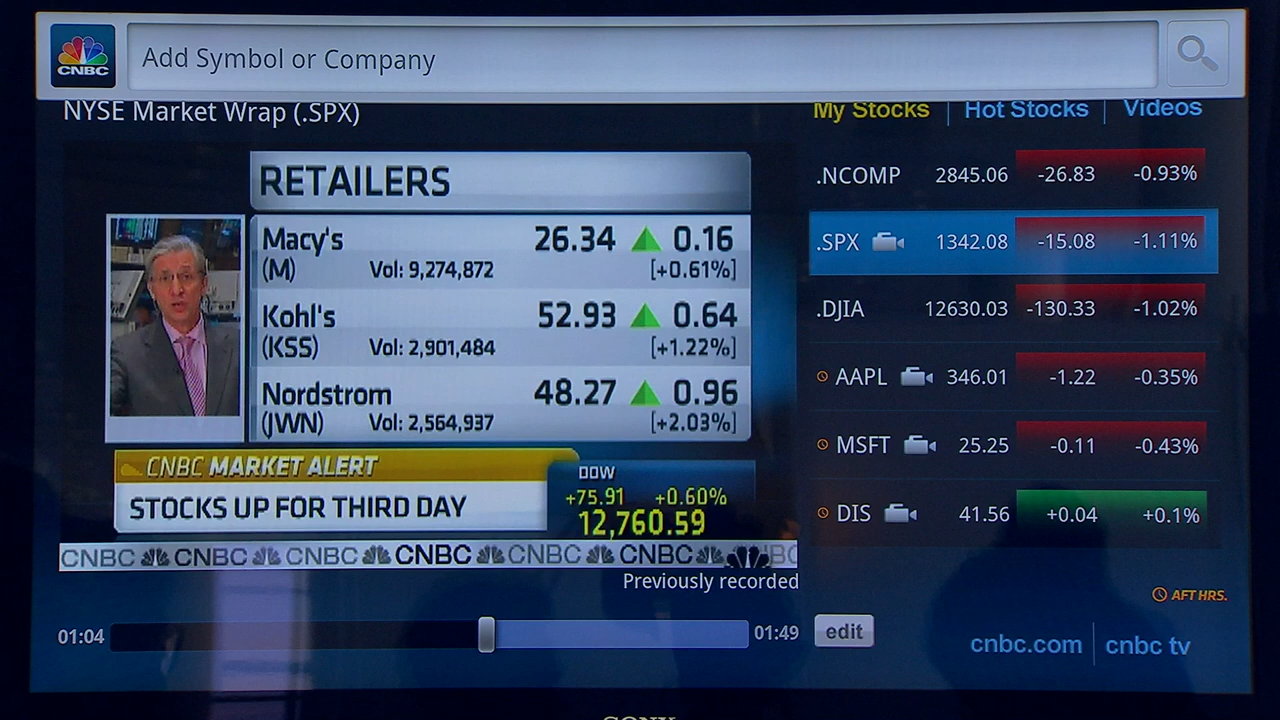 CNBC
Add Symbol or Company
NYSE Market Wrap (.SPX)
My Stocks | Hot Stocks | Videos
RETAILERS
Macy's 26.34 0.16
(M) Vol: 9,274,872 [+0.61%]
Kohl's 52.93 0.64
(KSS) Vol: 2,901,484 [+1.22%]
Nordstrom 48.27 0.96
(JWN) Vol: 2,564,937 [+2.03%]
CNBC MARKET ALERT
STOCKS UP FOR THIRD DAY
DOW
+75.91 +0.60%
12,760.59
CNBC CNBC CNBC CNBC CNBC CNBC BC
Previously recorded
01:04 01:49
.NCOMP 2845.06 -26.83 -0.93%
.SPX 1342.08 -15.08 -1.11%
.DJIA 12630.03 -130.33 -1.02%
AAPL 346.01 -1.22 -0.35%
MSFT 25.25 -0.11 -0.43%
DIS 41.56 +0.04 +0.1%
AFT HRS.
edit
cnbc.com | cnbc tv
SONY